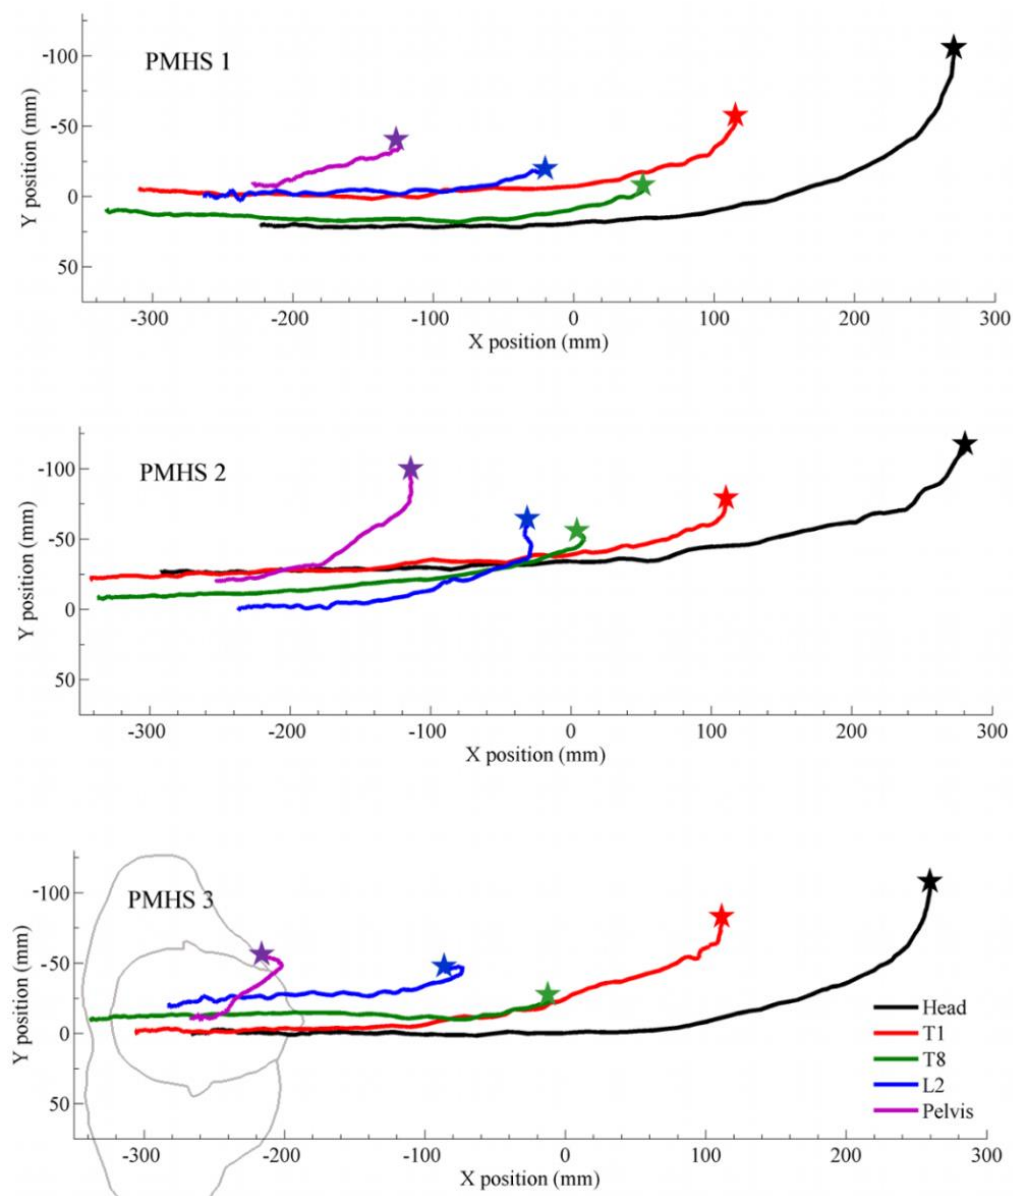 PMHS 1
-100
-50
0
50
Y position (mm)
-300 -200 -100 0 100 200 300
X position (mm)
PMHS 2
-100
-50
0
50
Y position (mm)
-300 -200 -100 0 100 200 300
X position (mm)
PMHS 3
-100
-50
0
50
Y position (mm)
Head
T1
T8
L2
Pelvis
-300 -200 -100 0 100 200 300
X position (mm)